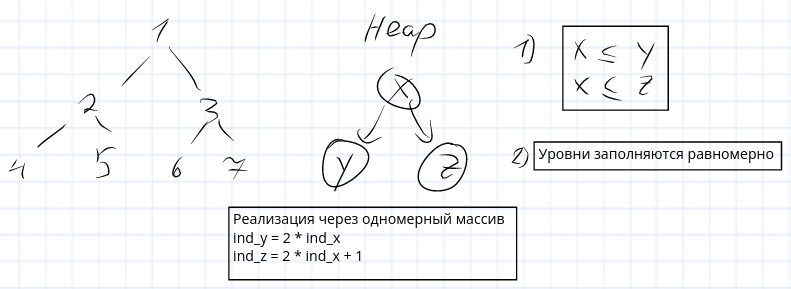 Heap
1
2 3
4 5 6 7
X
Y Z
1) X ≤ Y
X ≤ Z
2) Уровни заполняются равномерно
Реализация через одномерный массив
ind_y = 2 * ind_x
ind_z = 2 * ind_x + 1